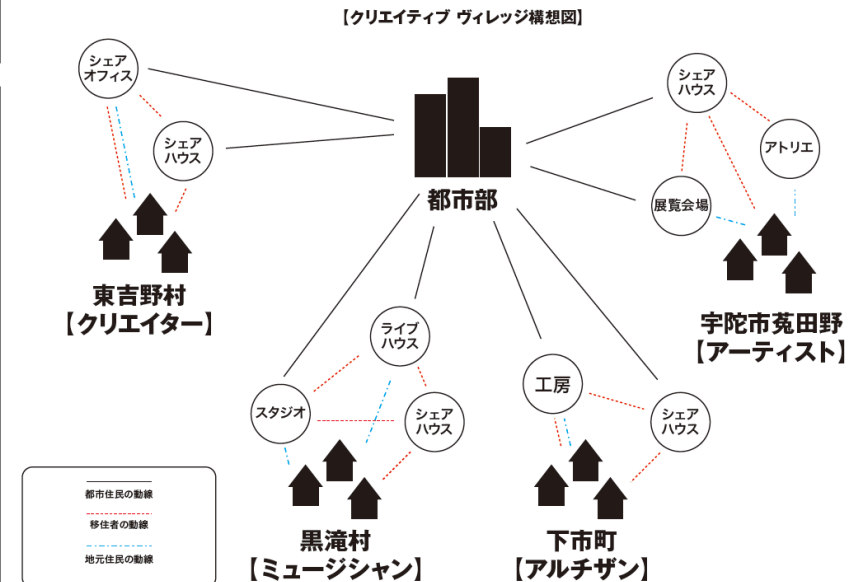 【クリエイティブ ヴィレッジ構想図】
シェア
オフィス
シェア
ハウス
東吉野村
【クリエイター】
都市部
シェア
ハウス
アトリエ
展覧会場
宇陀市菟田野
【アーティスト】
ライブ
ハウス
スタジオ
シェア
ハウス
黒滝村
【ミュージシャン】
工房
シェア
ハウス
下市町
【アルチザン】
都市住民の動線
移住者の動線
地元住民の動線